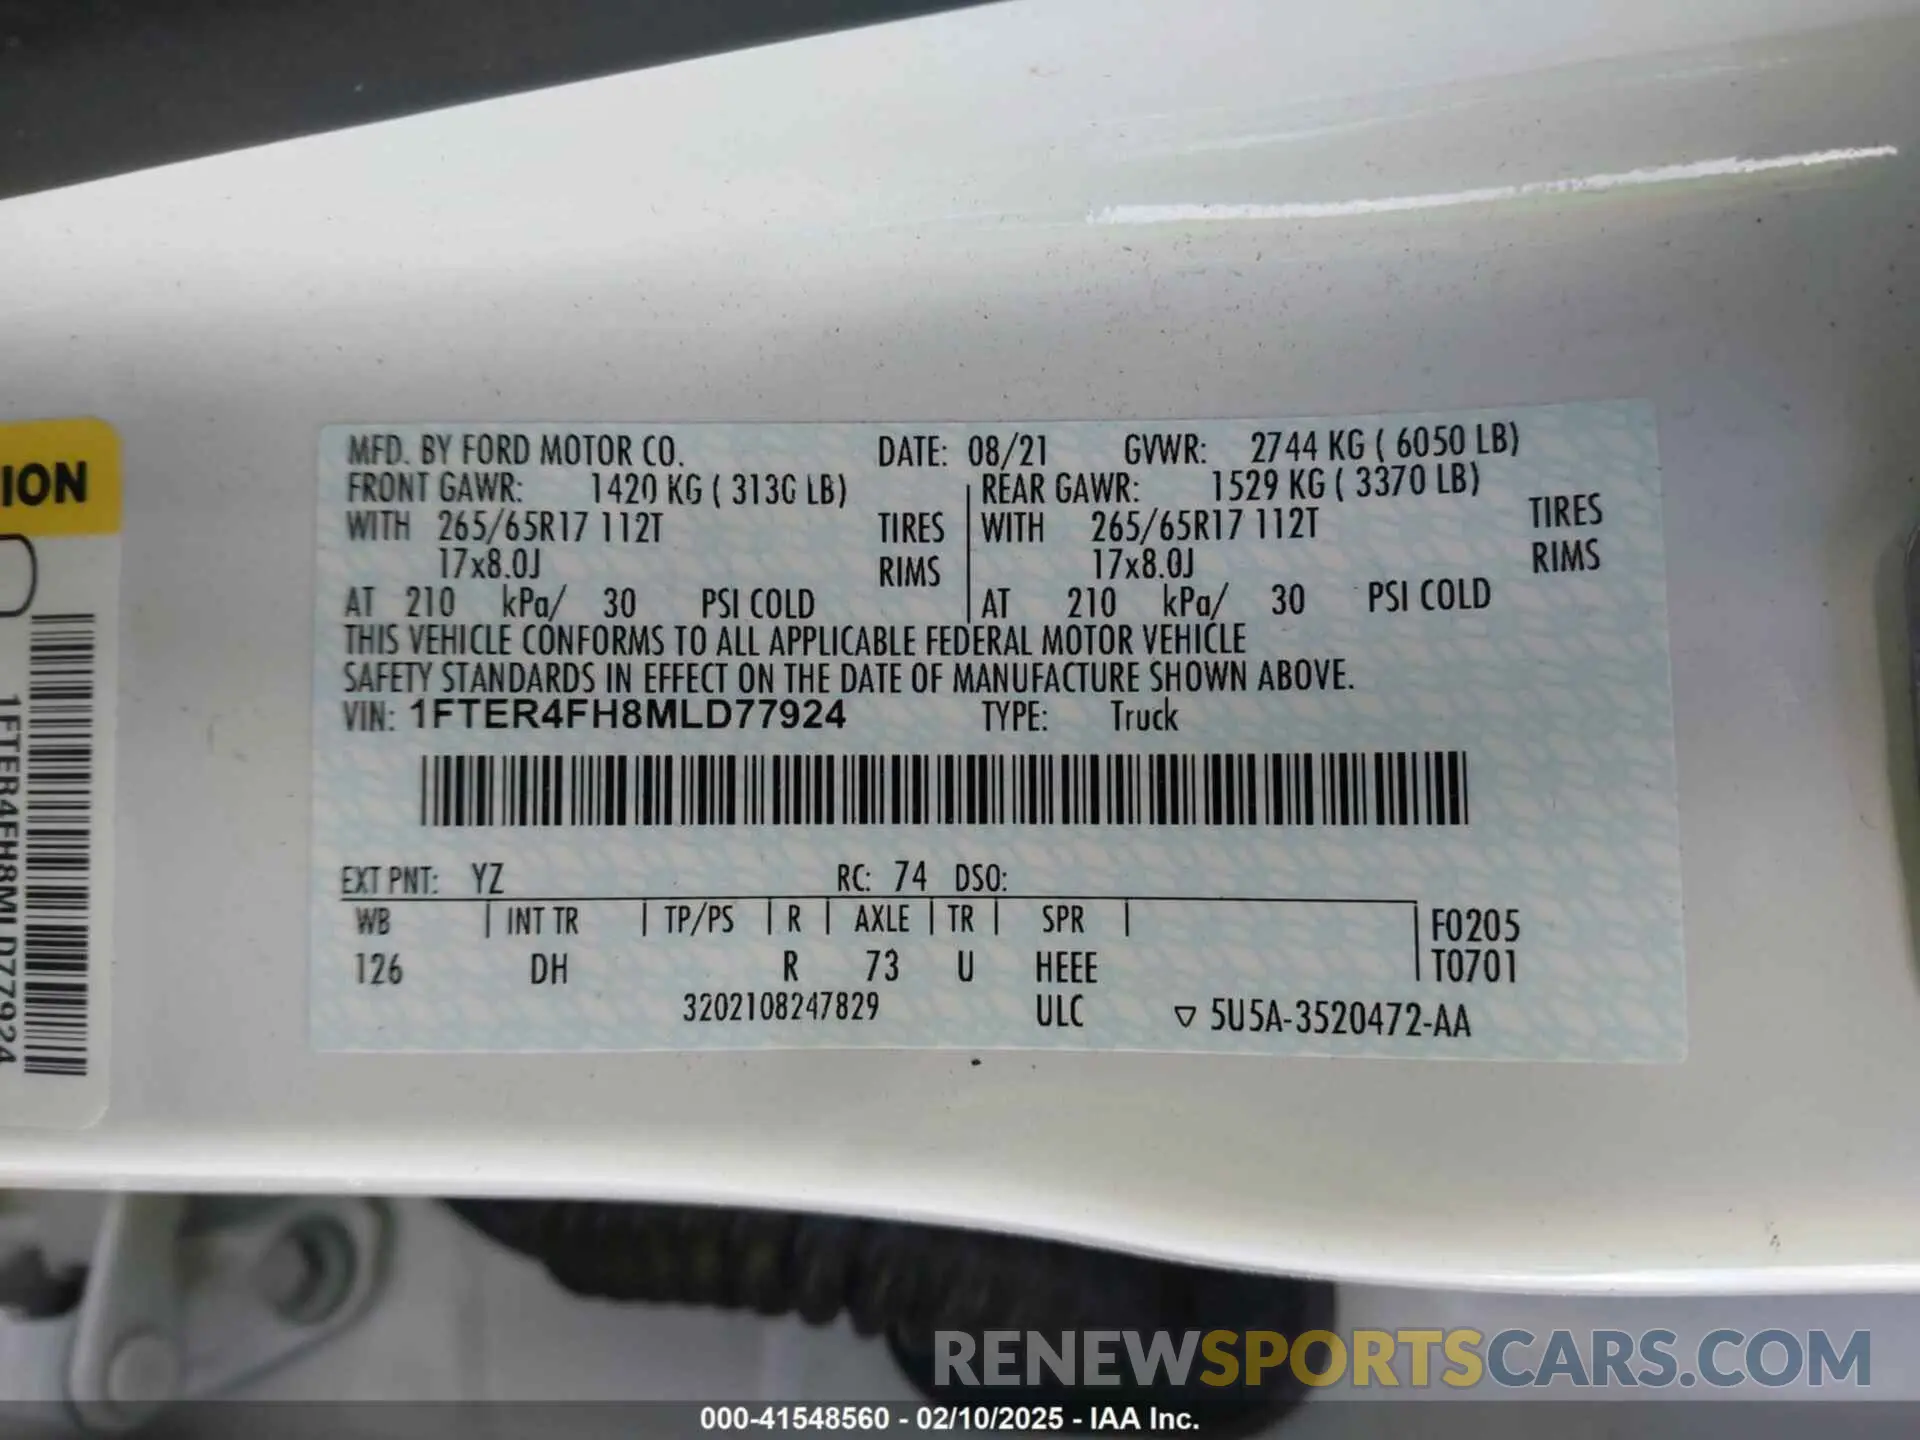 MFD. BY FORD MOTOR CO. DATE: 08/21 GVWR: 2744 KG ( 6050 LB)
FRONT GAWR: 1420 KG ( 3130 LB) REAR GAWR: 1529 KG ( 3370 LB)
WITH 265/65R17 112T TIRES WITH 265/65R17 112T TIRES
17x8.0J RIMS 17x8.0J RIMS
AT 210 kPa/ 30 PSI COLD AT 210 kPa/ 30 PSI COLD
THIS VEHICLE CONFORMS TO ALL APPLICABLE FEDERAL MOTOR VEHICLE
SAFETY STANDARDS IN EFFECT ON THE DATE OF MANUFACTURE SHOWN ABOVE.
VIN: 1FTER4FH8MLD77924 TYPE: Truck
EXT PNT: YZ RC: 74 DSO:
WB INT TR TP/PS R AXLE TR SPR F0205
126 DH R 73 U HEEE T0701
3202108247829 ULC ▽ 5U5A-3520472-AA
ION
1FTER4FH8MLD77924
RENEWSPORTSCARS.COM
000-41548560 - 02/10/2025 - IAA Inc.